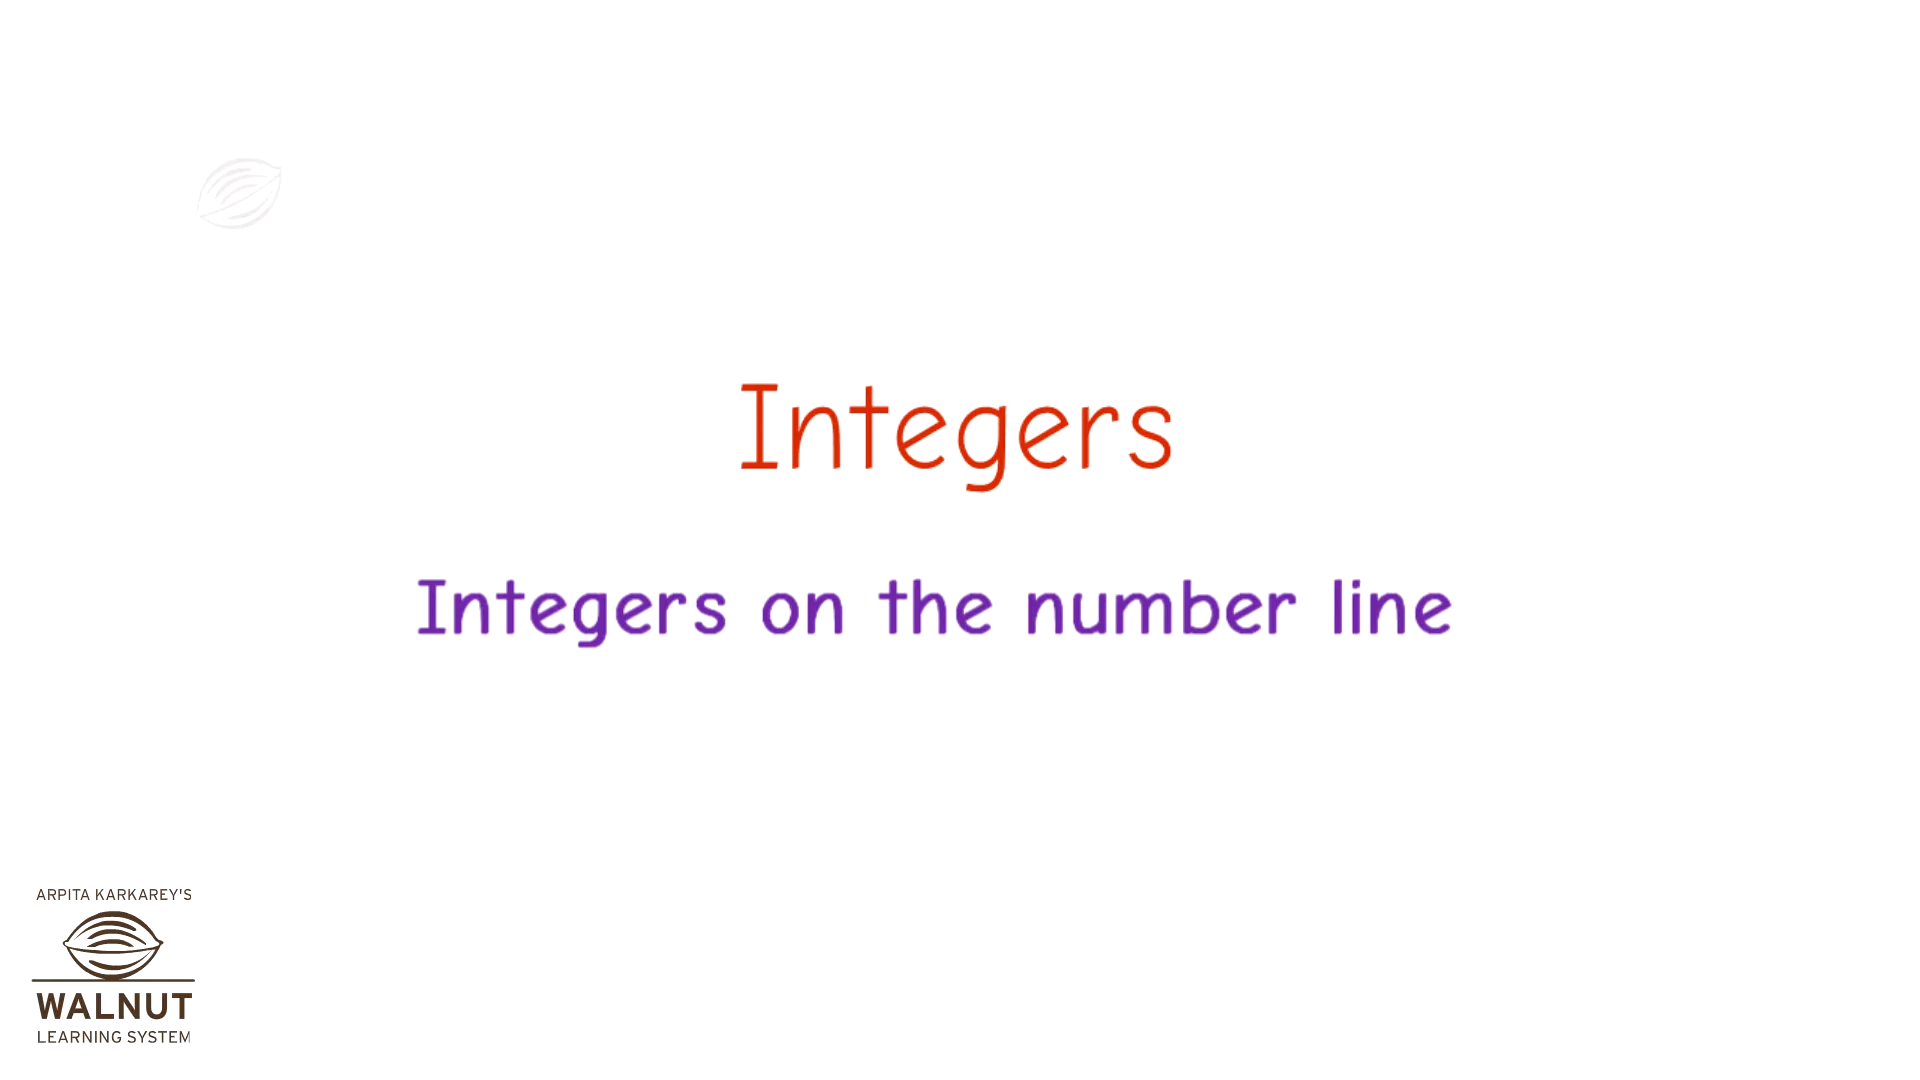 Integers
Integers on the number line
ARPITA KARKAREY'S
WALNUT
LEARNING SYSTEM